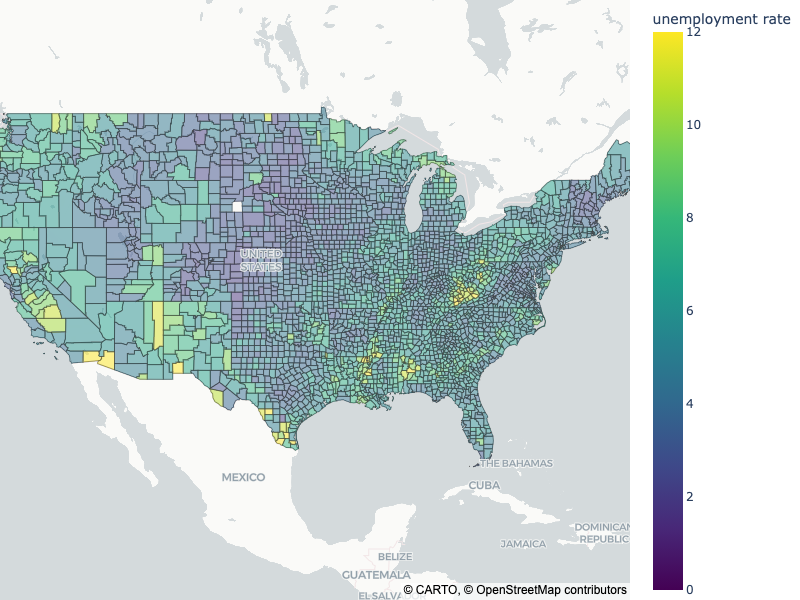 unemployment rate
12
10
8
6
4
2
0
UNITED
STATES
MEXICO
THE BAHAMAS
CUBA
DOMINICAN
REPUBLIC
JAMAICA
BELIZE
GUATEMALA
EL SALVA
© CARTO, © OpenStreetMap contributors